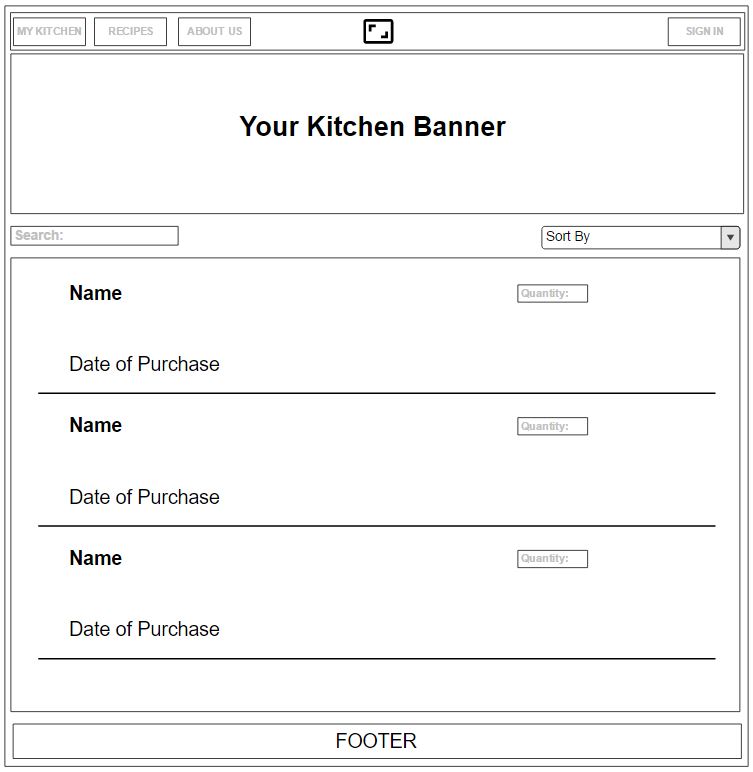 MY KITCHEN RECIPES ABOUT US SIGN IN
Your Kitchen Banner
Search: Sort By
Name Quantity:
Date of Purchase
Name Quantity:
Date of Purchase
Name Quantity:
Date of Purchase
FOOTER